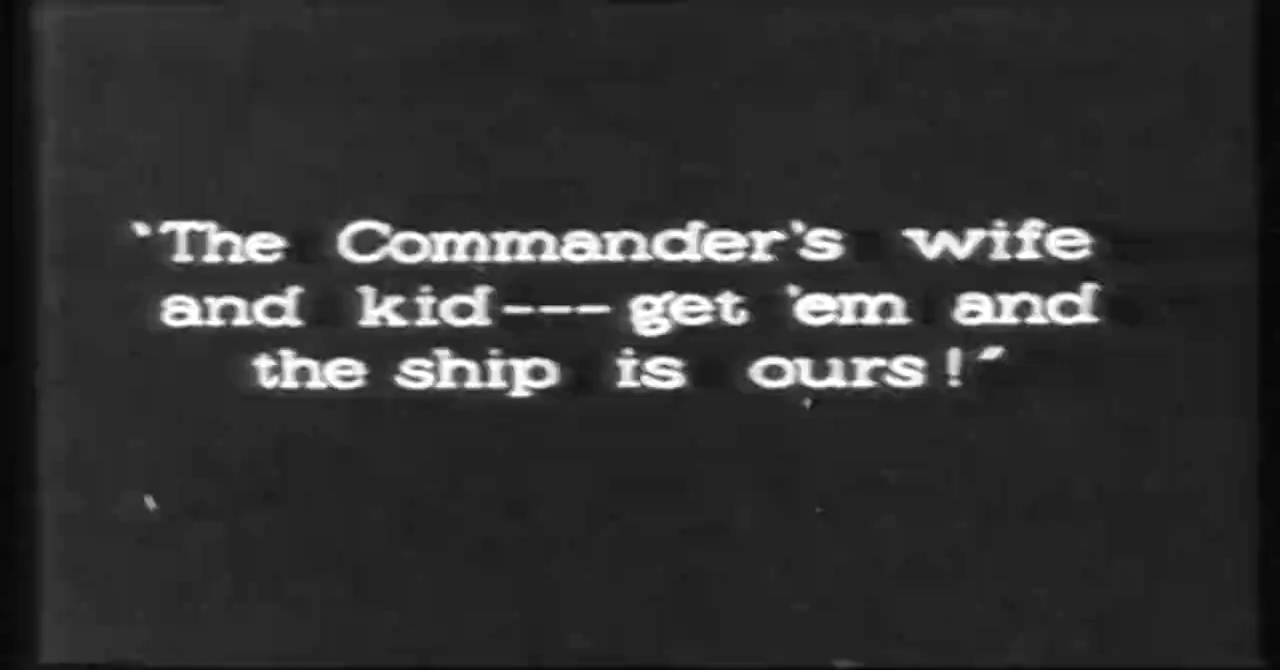 "The Commander's wife
and kid---get 'em and
the ship is ours!"